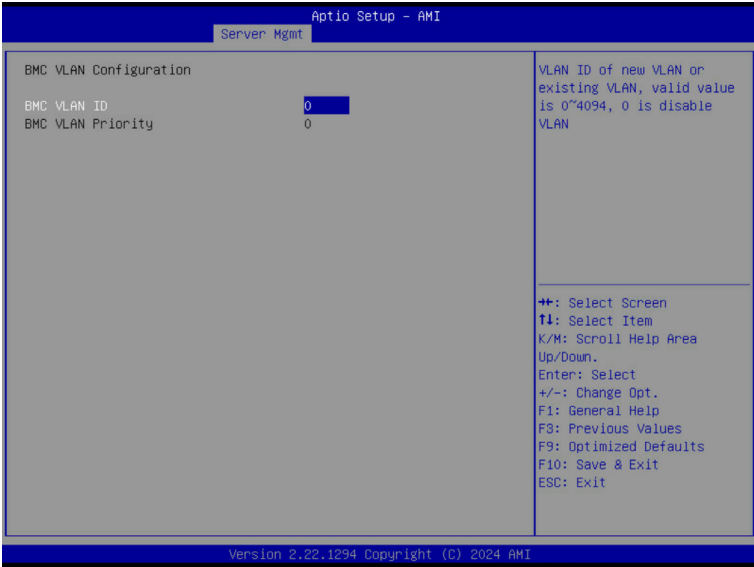 Aptio Setup – AMI
Server Mgmt
BMC VLAN Configuration
BMC VLAN ID 0
BMC VLAN Priority 0
VLAN ID of new VLAN or
existing VLAN, valid value
is 0~4094, 0 is disable
VLAN
→←: Select Screen
↑↓: Select Item
K/M: Scroll Help Area
Up/Down.
Enter: Select
+/-: Change Opt.
F1: General Help
F3: Previous Values
F9: Optimized Defaults
F10: Save & Exit
ESC: Exit
Version 2.22.1294 Copyright (C) 2024 AMI